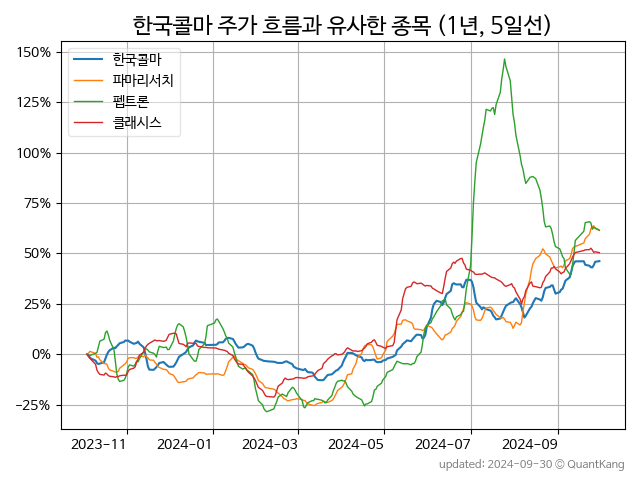 한국콜마 주가 흐름과 유사한 종목 (1년, 5일선)
150%
125%
100%
75%
50%
25%
0%
−25%
한국콜마
파마리서치
펩트론
클래시스
2023-11
2024-01
2024-03
2024-05
2024-07
2024-09
updated: 2024-09-30 © QuantKang